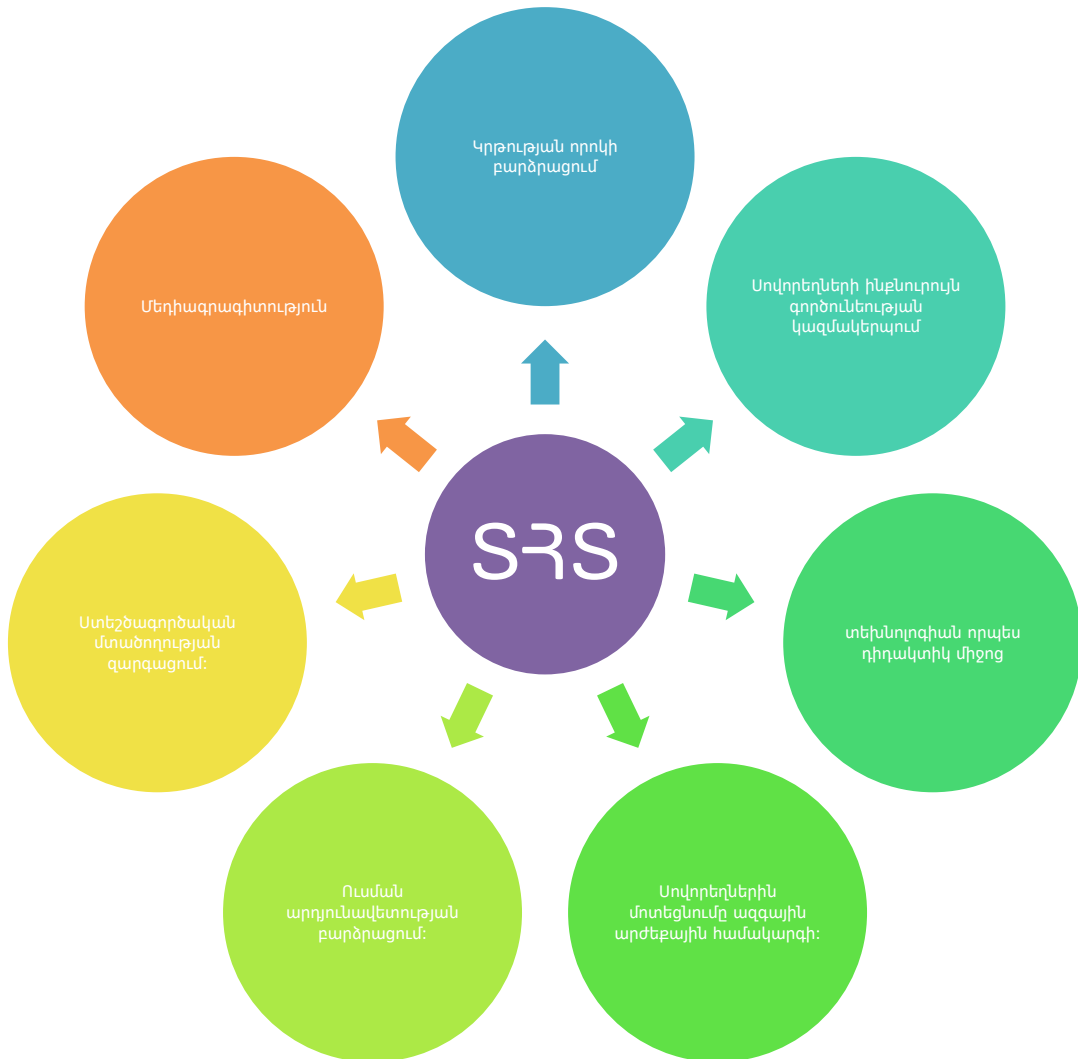 Կրթության որոկի
բարձրացում
Սովորեղների ինքնուրույն
գործունեության
կազմակերպում
տեխնոլոգիան որպես
դիդակտիկ միջոց
Սովորեղներին
մոտեցնումը ազգային
արժեքային համակարգի:
Ուսման
արդյունավետության
բարձրացում:
Ստեշծագործական
մտածողության
զարգացում:
Մեդիագրագիտություն
ՏՀՏ